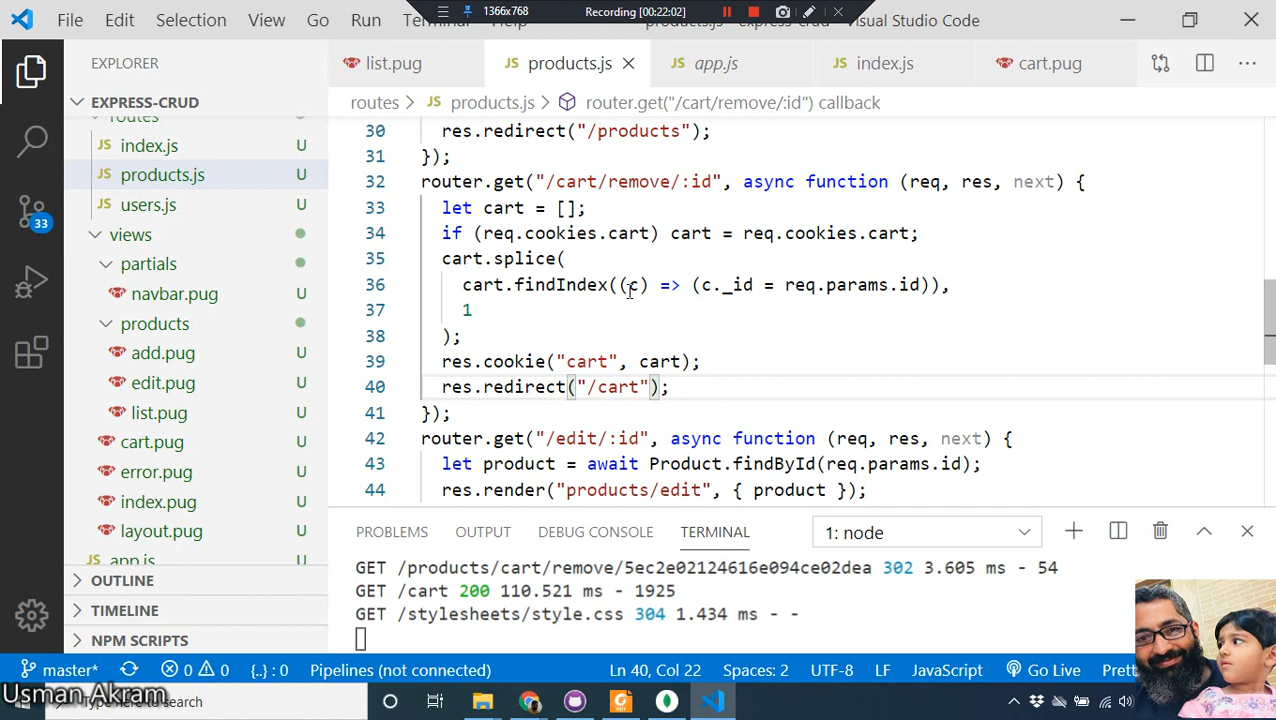 File Edit Selection View Go Run Terminal
1366x768 Recording [00:22:02]
Visual Studio Code
EXPLORER
list.pug
products.js
app.js
index.js
cart.pug
EXPRESS-CRUD
routes
index.js U
products.js U
users.js U
views
partials
navbar.pug U
products
add.pug U
edit.pug U
list.pug U
cart.pug U
error.pug U
index.pug U
layout.pug U
app.js U
OUTLINE
TIMELINE
NPM SCRIPTS
33
routes > JS products.js > router.get("/cart/remove/:id") callback
30 res.redirect("/products");
31 });
32 router.get("/cart/remove/:id", async function (req, res, next) {
33 let cart = [];
34 if (req.cookies.cart) cart = req.cookies.cart;
35 cart.splice(
36 cart.findIndex((c) => (c._id = req.params.id)),
37 1
38 );
39 res.cookie("cart", cart);
40 res.redirect("/cart");
41 });
42 router.get("/edit/:id", async function (req, res, next) {
43 let product = await Product.findById(req.params.id);
44 res.render("products/edit", { product });
PROBLEMS OUTPUT DEBUG CONSOLE TERMINAL 1: node
GET /products/cart/remove/5ec2e02124616e094ce02dea 302 3.605 ms - 54
GET /cart 200 110.521 ms - 1925
GET /stylesheets/style.css 304 1.434 ms - -
master* 0 0 {..} : 0 Pipelines (not connected) Ln 40, Col 22 Spaces: 2 UTF-8 LF JavaScript Go Live
Usman Akram
here to search